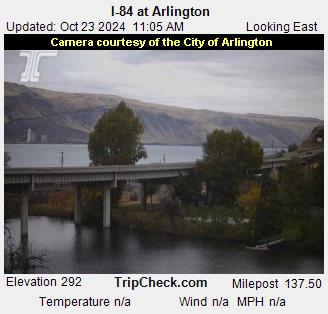 I-84 at Arlington
Updated: Oct 23 2024 11:05 AM Looking East
Camera courtesy of the City of Arlington
Elevation 292 TripCheck.com Milepost 137.50
Temperature n/a Wind n/a MPH n/a